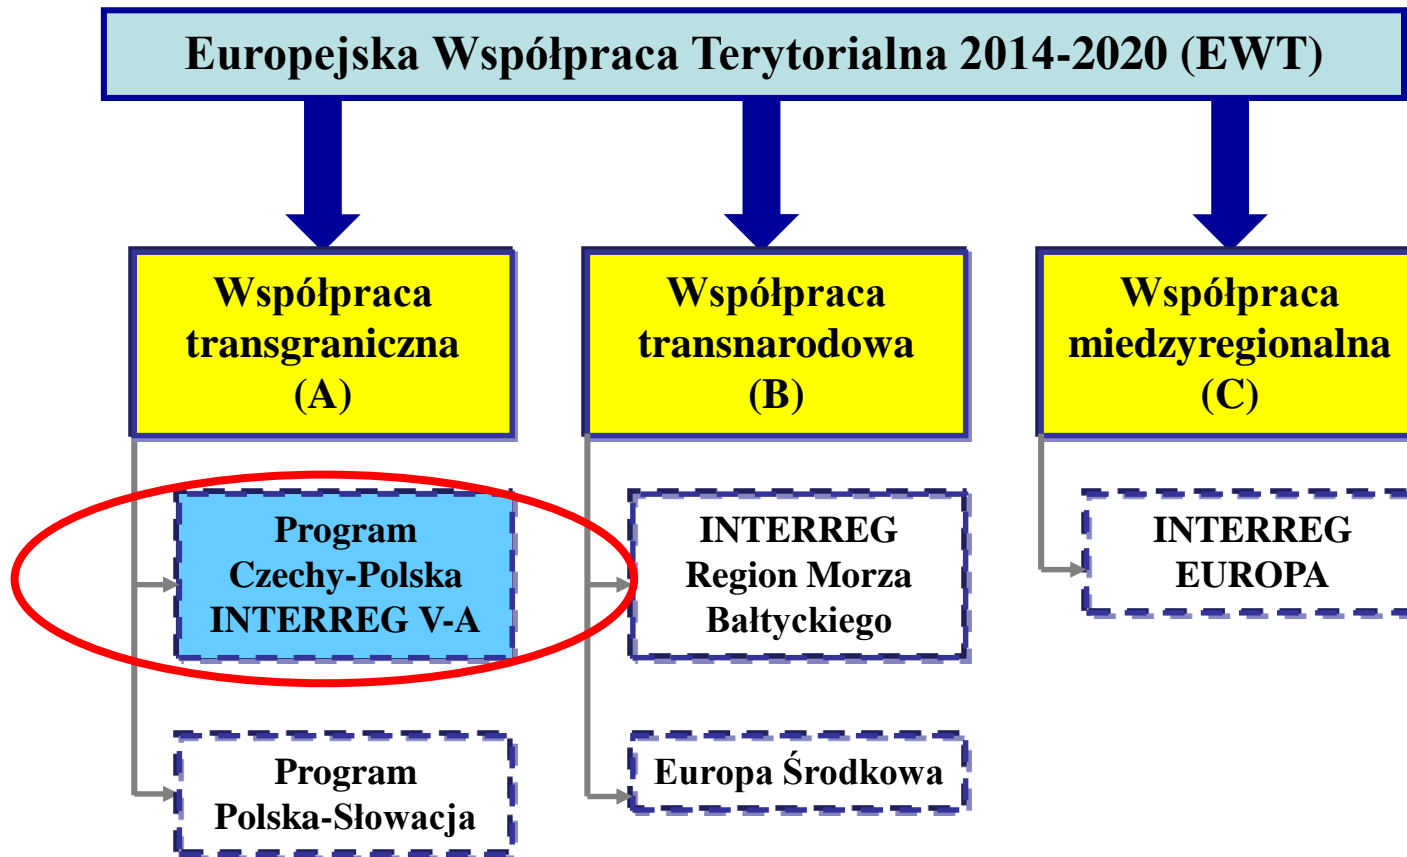 Europejska Współpraca Terytorialna 2014-2020 (EWT)
Współpraca
transgraniczna
(A)
Współpraca
transnarodowa
(B)
Współpraca
miedzyregionalna
(C)
Program
Czechy-Polska
INTERREG V-A
INTERREG
Region Morza
Bałtyckiego
INTERREG
EUROPA
Program
Polska-Słowacja
Europa Środkowa